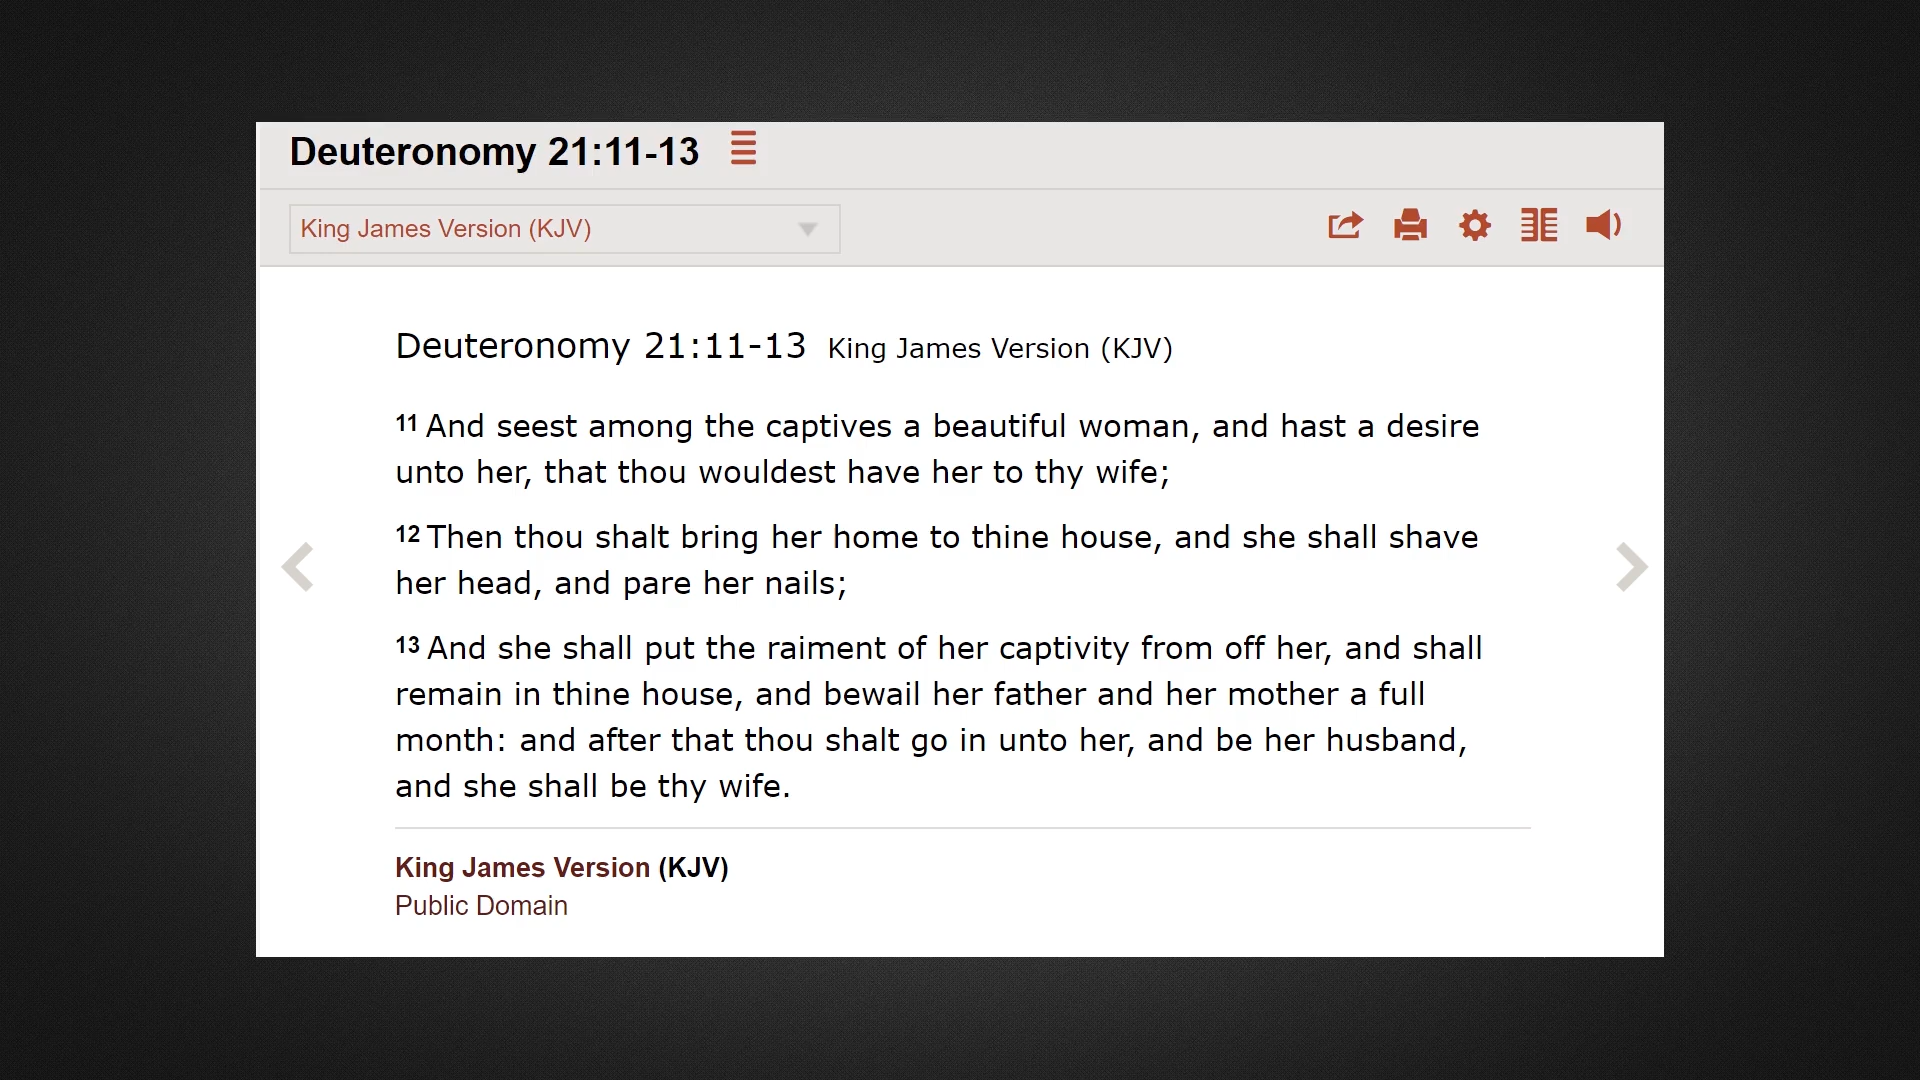 Deuteronomy 21:11-13
King James Version (KJV)
Deuteronomy 21:11-13 King James Version (KJV)
11 And seest among the captives a beautiful woman, and hast a desire
unto her, that thou wouldest have her to thy wife;
12 Then thou shalt bring her home to thine house, and she shall shave
her head, and pare her nails;
13 And she shall put the raiment of her captivity from off her, and shall
remain in thine house, and bewail her father and her mother a full
month: and after that thou shalt go in unto her, and be her husband,
and she shall be thy wife.
King James Version (KJV)
Public Domain